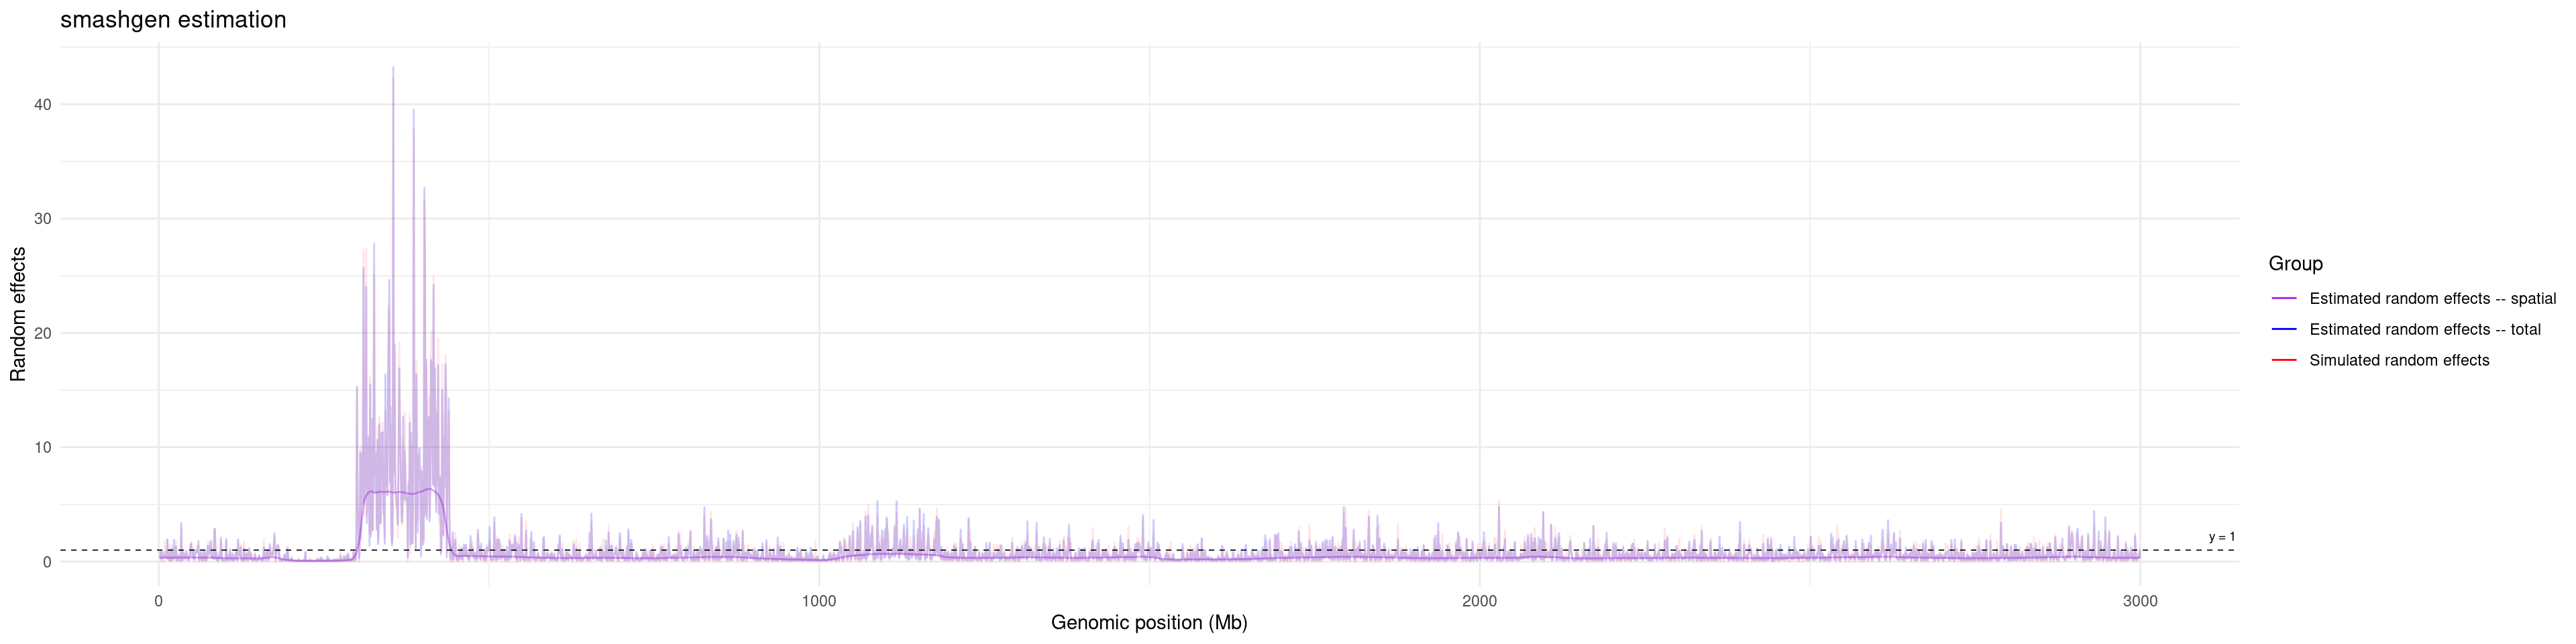 smashgen estimation
Random effects
40
30
20
10
0
y = 1
0
1000
2000
3000
Genomic position (Mb)
Group
Estimated random effects -- spatial
Estimated random effects -- total
Simulated random effects